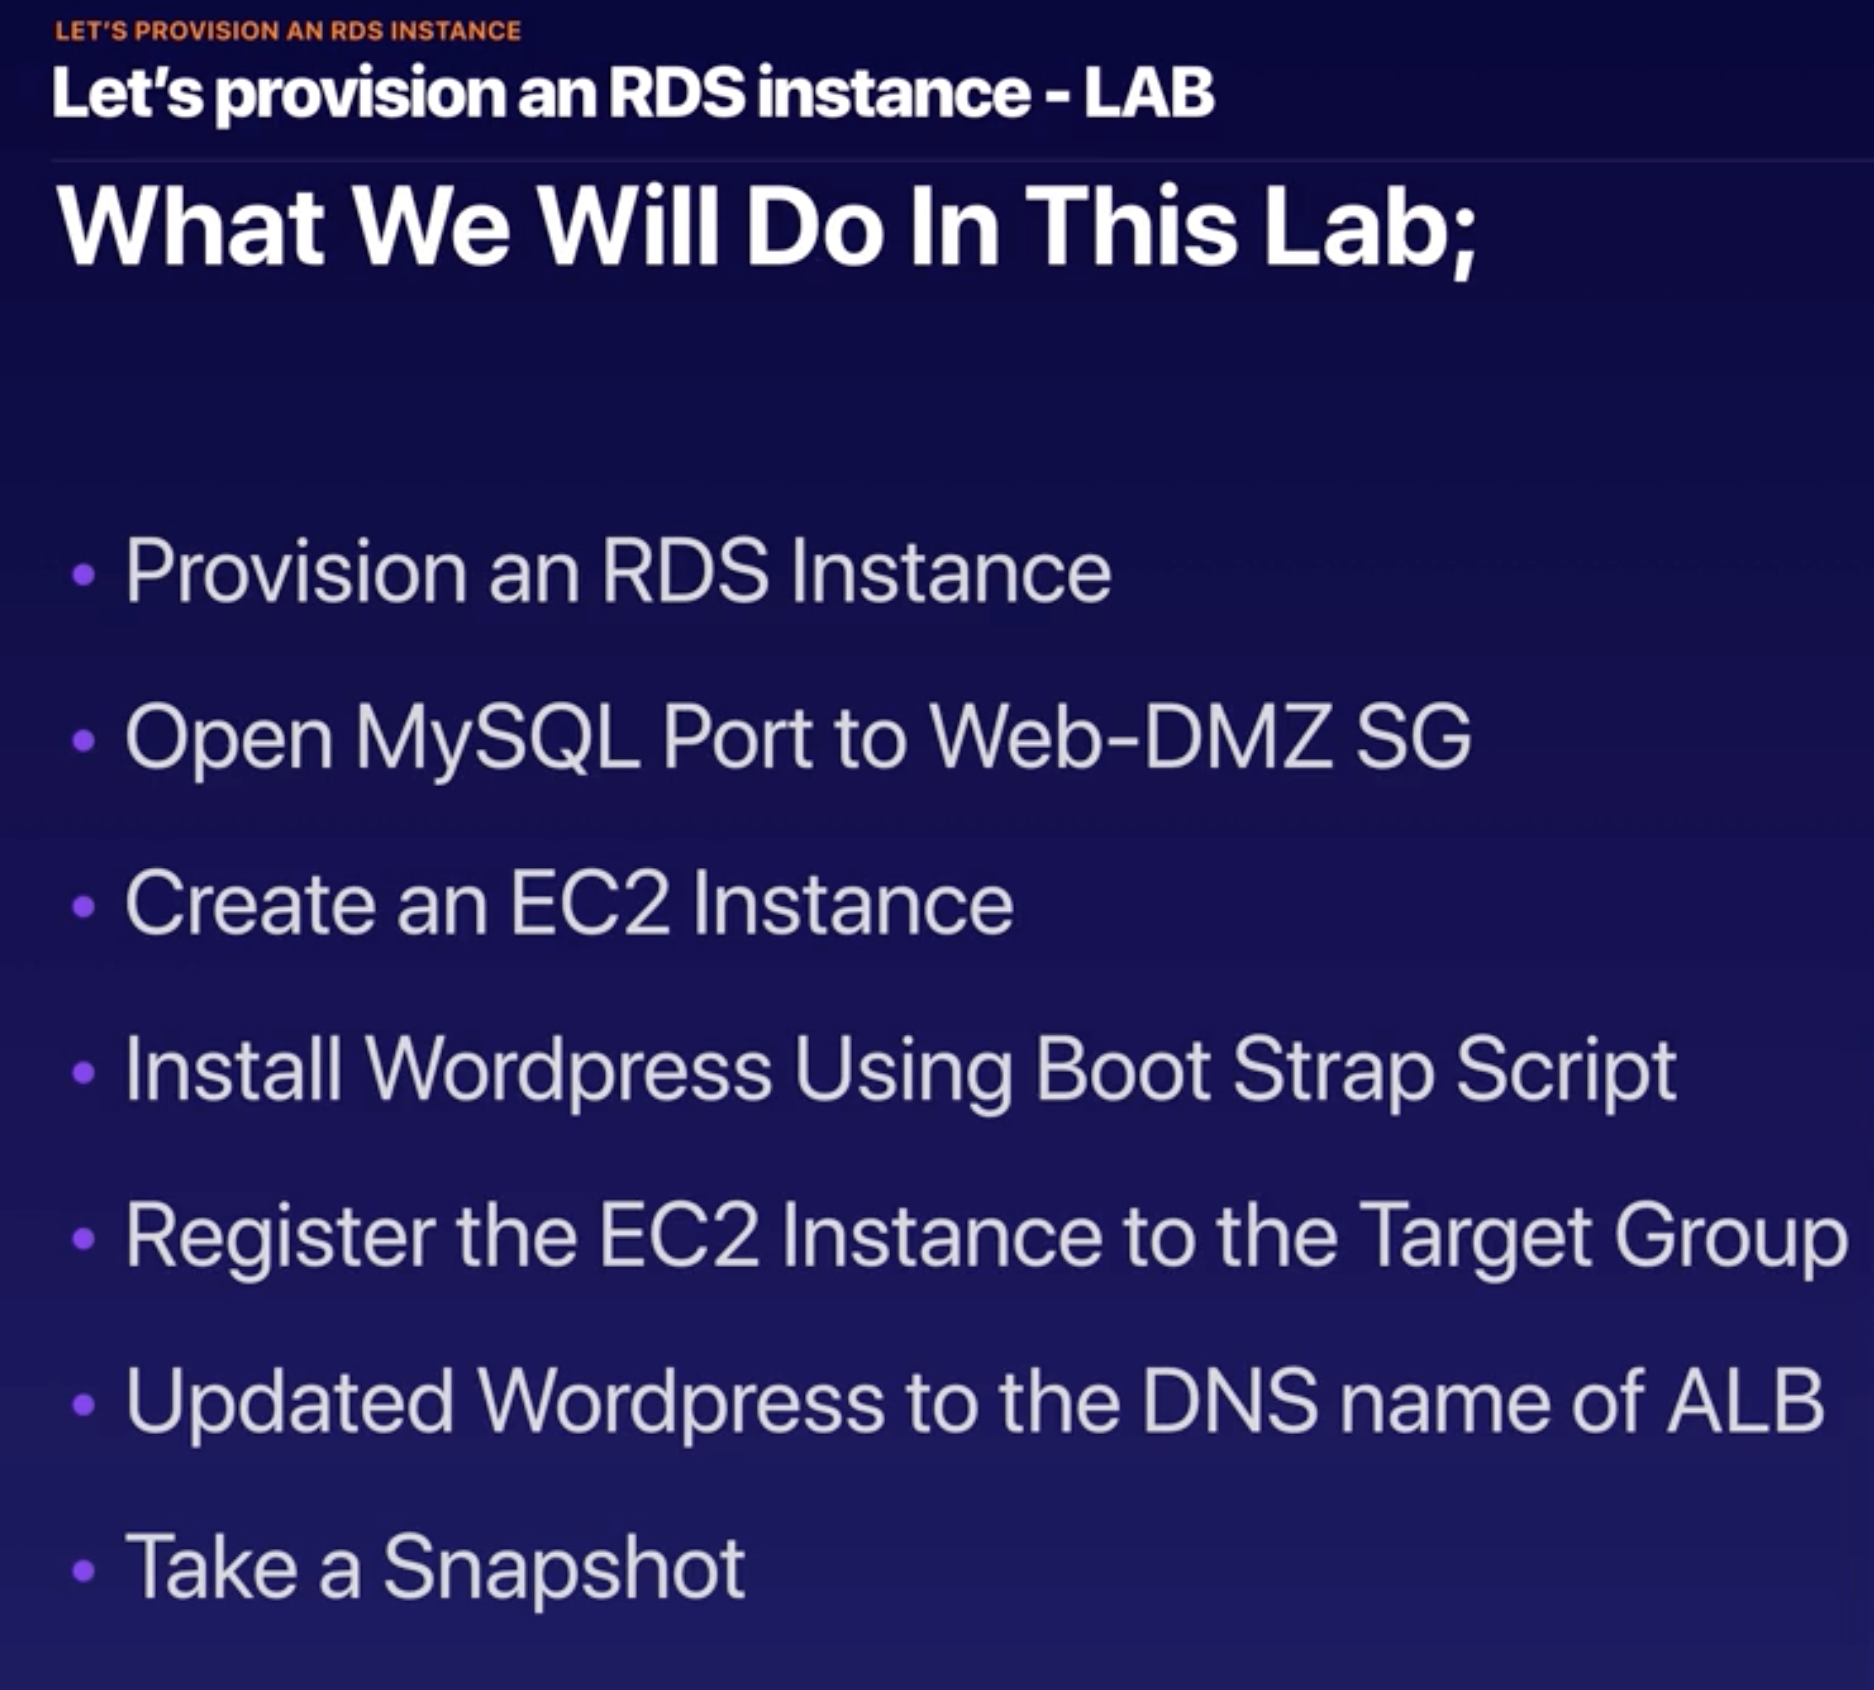 LET'S PROVISION AN RDS INSTANCE
Let's provision an RDS instance - LAB
What We Will Do In This Lab;
• Provision an RDS Instance
• Open MySQL Port to Web-DMZ SG
• Create an EC2 Instance
• Install Wordpress Using Boot Strap Script
• Register the EC2 Instance to the Target Group
• Updated Wordpress to the DNS name of ALB
• Take a Snapshot